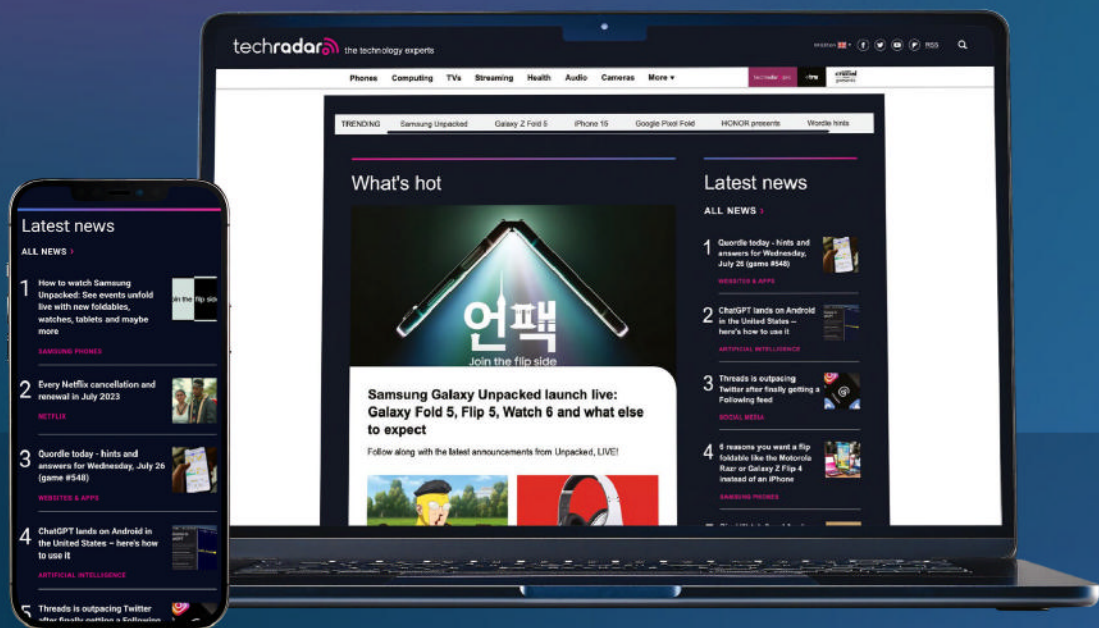 techradar the technology experts
RSS
Phones Computing TVs Streaming Health Audio Cameras More
TRENDING Samsung Unpacked Galaxy Z Fold 5 iPhone 15 Google Pixel Fold HONOR presents Wordle hints
What's hot
언팩
Join the flip side
Samsung Galaxy Unpacked launch live:
Galaxy Fold 5, Flip 5, Watch 6 and what else
to expect
Follow along with the latest announcements from Unpacked, LIVE!
Latest news
ALL NEWS
1 Quordle today - hints and
answers for Wednesday,
July 26 (game #548)
WEBSITES & APPS
2 ChatGPT lands on Android
in the United States –
here's how to use it
ARTIFICIAL INTELLIGENCE
3 Threads is outpacing
Twitter after finally getting a
Following feed
SOCIAL MEDIA
4 6 reasons you want a flip
foldable like the Motorola
Razr or Galaxy Z Flip 4
instead of an iPhone
SAMSUNG PHONES
Latest news
ALL NEWS
1 How to watch Samsung
Unpacked: See events unfold
live with new foldables,
watches, tablets and maybe
more
SAMSUNG PHONES
the flip side
2 Every Netflix cancellation and
renewal in July 2023
NETFLIX
3 Quordle today - hints and
answers for Wednesday, July 26
(game #548)
WEBSITES & APPS
4 ChatGPT lands on Android in
the United States – here's how
to use it
ARTIFICIAL INTELLIGENCE
5 Threads is outpacing Twitter
after finally getting a Following